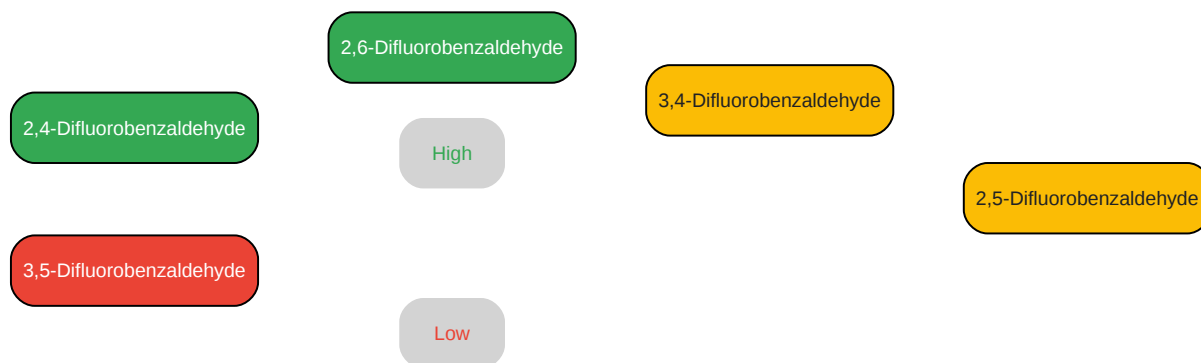 2,6-Difluorobenzaldehyde
3,4-Difluorobenzaldehyde
2,4-Difluorobenzaldehyde
High
2,5-Difluorobenzaldehyde
3,5-Difluorobenzaldehyde
Low